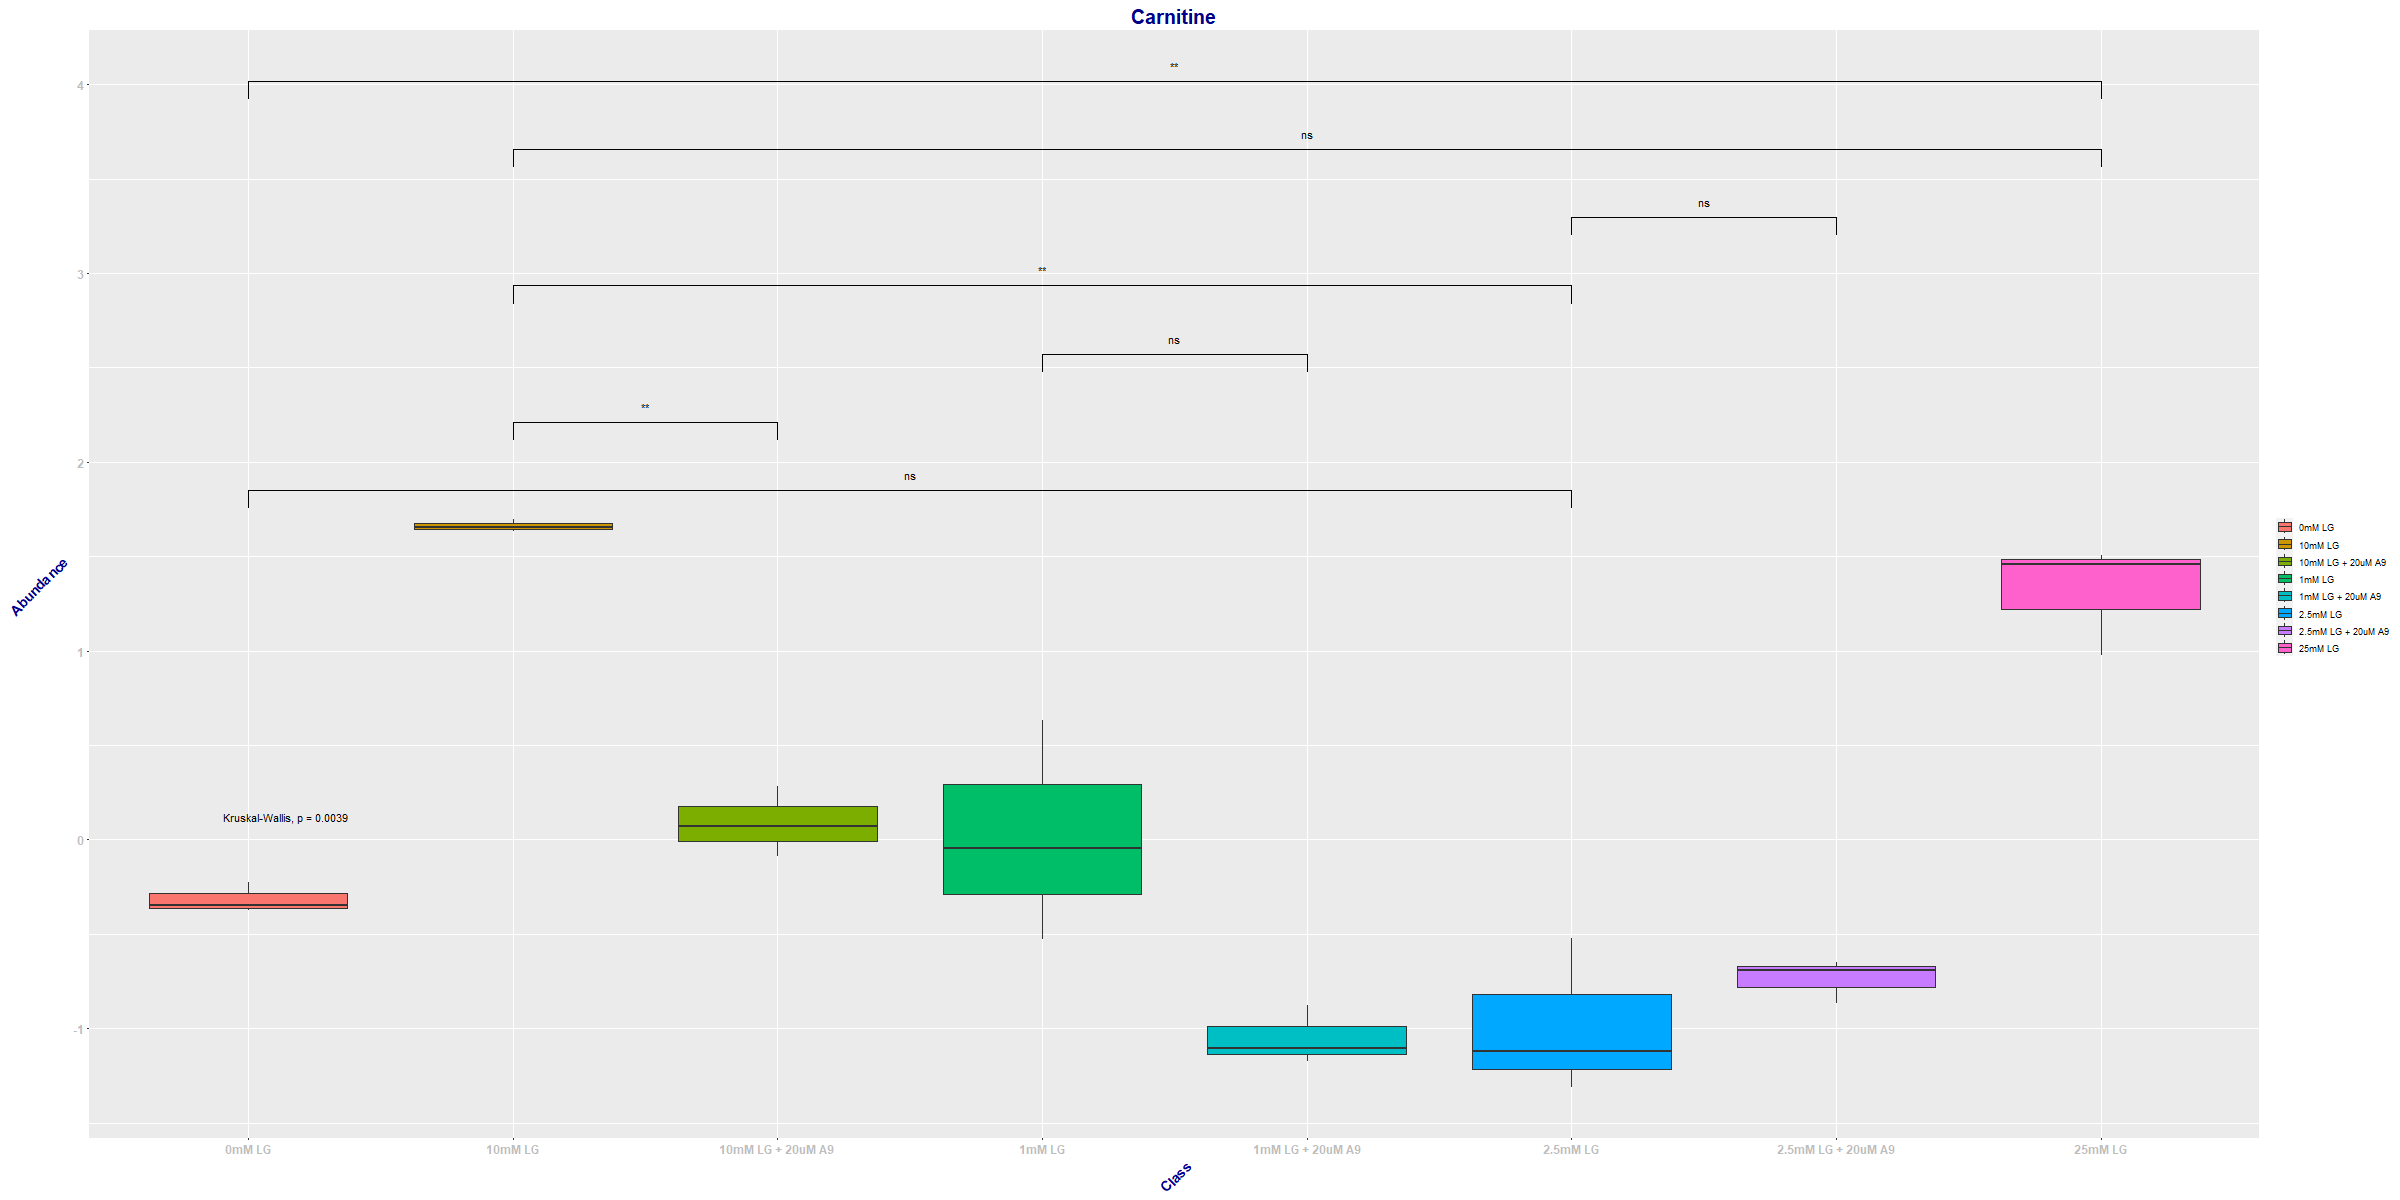 Carnitine
**
4
ns
ns
3
**
ns
**
2
ns
0mM LG
10mM LG
10mM LG + 20uM A9
1mM LG
1mM LG + 20uM A9
2.5mM LG
2.5mM LG + 20uM A9
25mM LG
Abundance
1
Kruskal-Wallis, p = 0.0039
0
-1
0mM LG
10mM LG
10mM LG + 20uM A9
1mM LG
1mM LG + 20uM A9
2.5mM LG
2.5mM LG + 20uM A9
25mM LG
Class